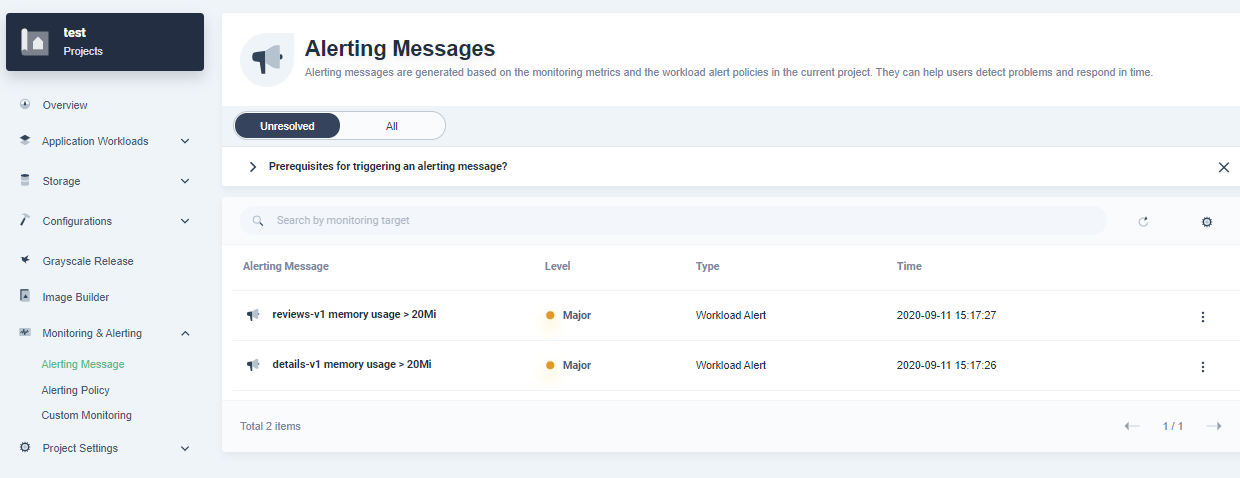 test
Projects
Overview
Application Workloads
Storage
Configurations
Grayscale Release
Image Builder
Monitoring & Alerting
Alerting Message
Alerting Policy
Custom Monitoring
Project Settings
Alerting Messages
Alerting messages are generated based on the monitoring metrics and the workload alert policies in the current project. They can help users detect problems and respond in time.
Unresolved All
Prerequisites for triggering an alerting message?
Search by monitoring target
Alerting Message Level Type Time
reviews-v1 memory usage > 20Mi Major Workload Alert 2020-09-11 15:17:27
details-v1 memory usage > 20Mi Major Workload Alert 2020-09-11 15:17:26
Total 2 items 1 / 1